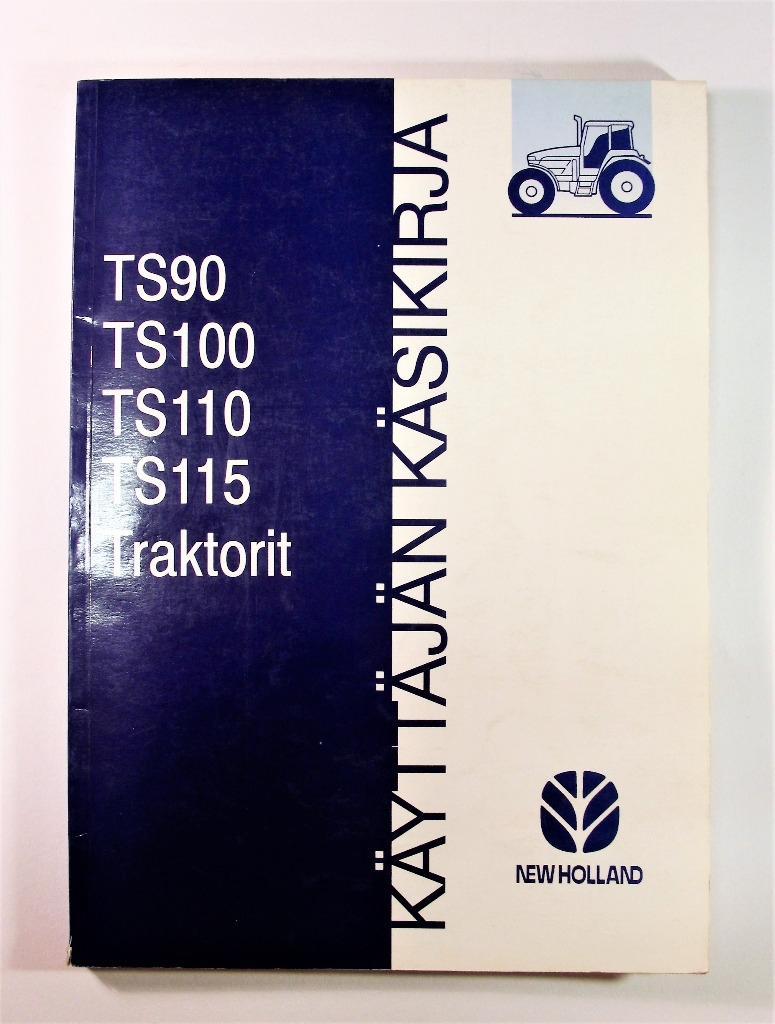 TS90
TS100
TS110
TS115
Traktorit
KÄYTTÄJÄN KÄSIKIRJA
NEW HOLLAND